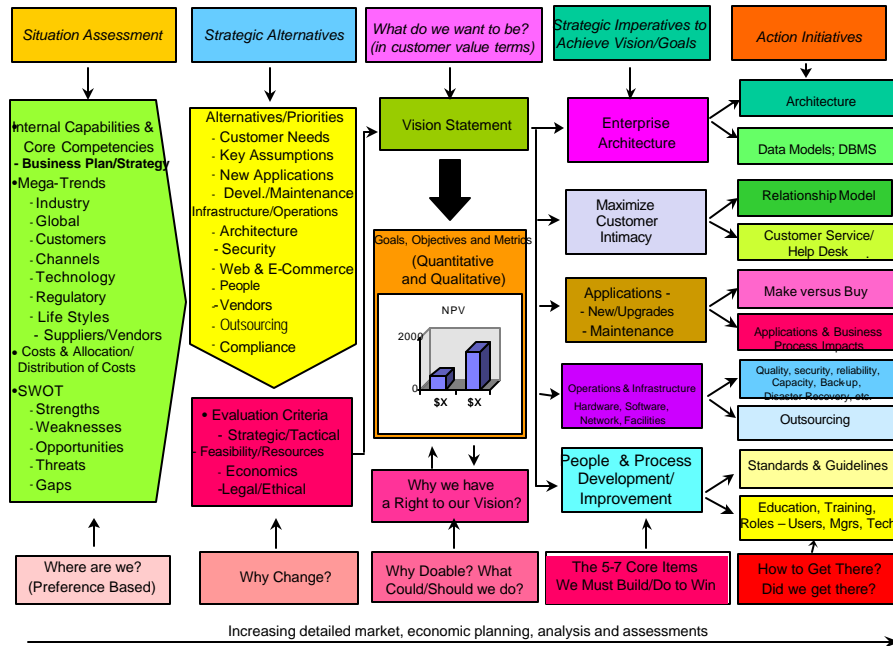 Situation Assessment
Strategic Alternatives
What do we want to be?
(in customer value terms)
Strategic Imperatives to
Achieve Vision/Goals
Action Initiatives
•Internal Capabilities &
Core Competencies
- Business Plan/Strategy
•Mega-Trends
- Industry
- Global
- Customers
- Channels
- Technology
- Regulatory
- Life Styles
- Suppliers/Vendors
• Costs & Allocation/
Distribution of Costs
•SWOT
- Strengths
- Weaknesses
- Opportunities
- Threats
- Gaps
Where are we?
(Preference Based)
Alternatives/Priorities
- Customer Needs
- Key Assumptions
- New Applications
- Devel./Maintenance
Infrastructure/Operations
- Architecture
- Security
- Web & E-Commerce
- People
- Vendors
- Outsourcing
- Compliance
• Evaluation Criteria
- Strategic/Tactical
- Feasibility/Resources
- Economics
-Legal/Ethical
Why Change?
Vision Statement
Goals, Objectives and Metrics
(Quantitative
and Qualitative)
NPV
2000
0
$X $X
Why we have
a Right to our Vision?
Why Doable? What
Could/Should we do?
Enterprise
Architecture
Maximize
Customer
Intimacy
Applications -
- New/Upgrades
- Maintenance
Operations & Infrastructure
Hardware, Software,
Network, Facilities
People & Process
Development/
Improvement
The 5-7 Core Items
We Must Build/Do to Win
Architecture
Data Models; DBMS
Relationship Model
Customer Service/
Help Desk .
Make versus Buy
Applications & Business
Process Impacts
Quality, security, reliability,
Capacity, Back-up,
Disaster Recovery, etc.
Outsourcing
Standards & Guidelines
Education, Training,
Roles – Users, Mgrs, Tech
How to Get There?
Did we get there?
Increasing detailed market, economic planning, analysis and assessments